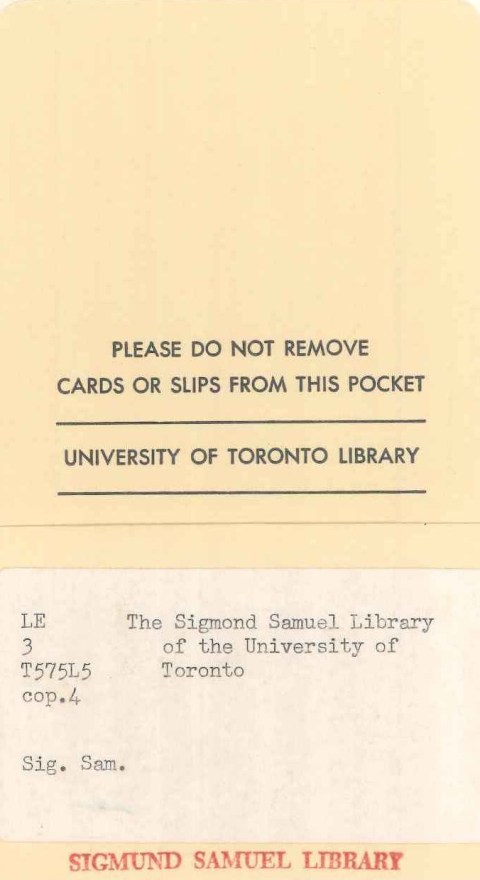 PLEASE DO NOT REMOVE
CARDS OR SLIPS FROM THIS POCKET
UNIVERSITY OF TORONTO LIBRARY
LE The Sigmond Samuel Library
3 of the University of
T575L5 Toronto
cop.4
Sig. Sam.
SIGMUND SAMUEL LIBRARY